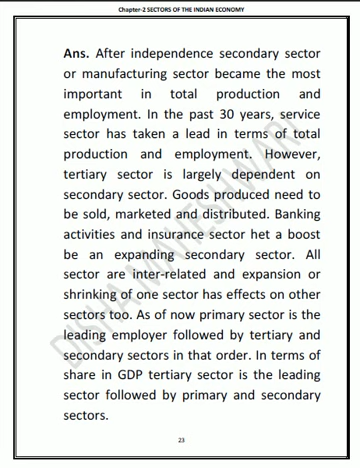 Chapter-2 SECTORS OF THE INDIAN ECONOMY
Ans. After independence secondary sector
or manufacturing sector became the most
important in total production and
employment. In the past 30 years, service
sector has taken a lead in terms of total
production and employment. However,
tertiary sector is largely dependent on
secondary sector. Goods produced need to
be sold, marketed and distributed. Banking
activities and insurance sector het a boost
be an expanding secondary sector. All
sector are inter-related and expansion or
shrinking of one sector has effects on other
sectors too. As of now primary sector is the
leading employer followed by tertiary and
secondary sectors in that order. In terms of
share in GDP tertiary sector is the leading
sector followed by primary and secondary
sectors.
DISHA MAHESHWARI
23